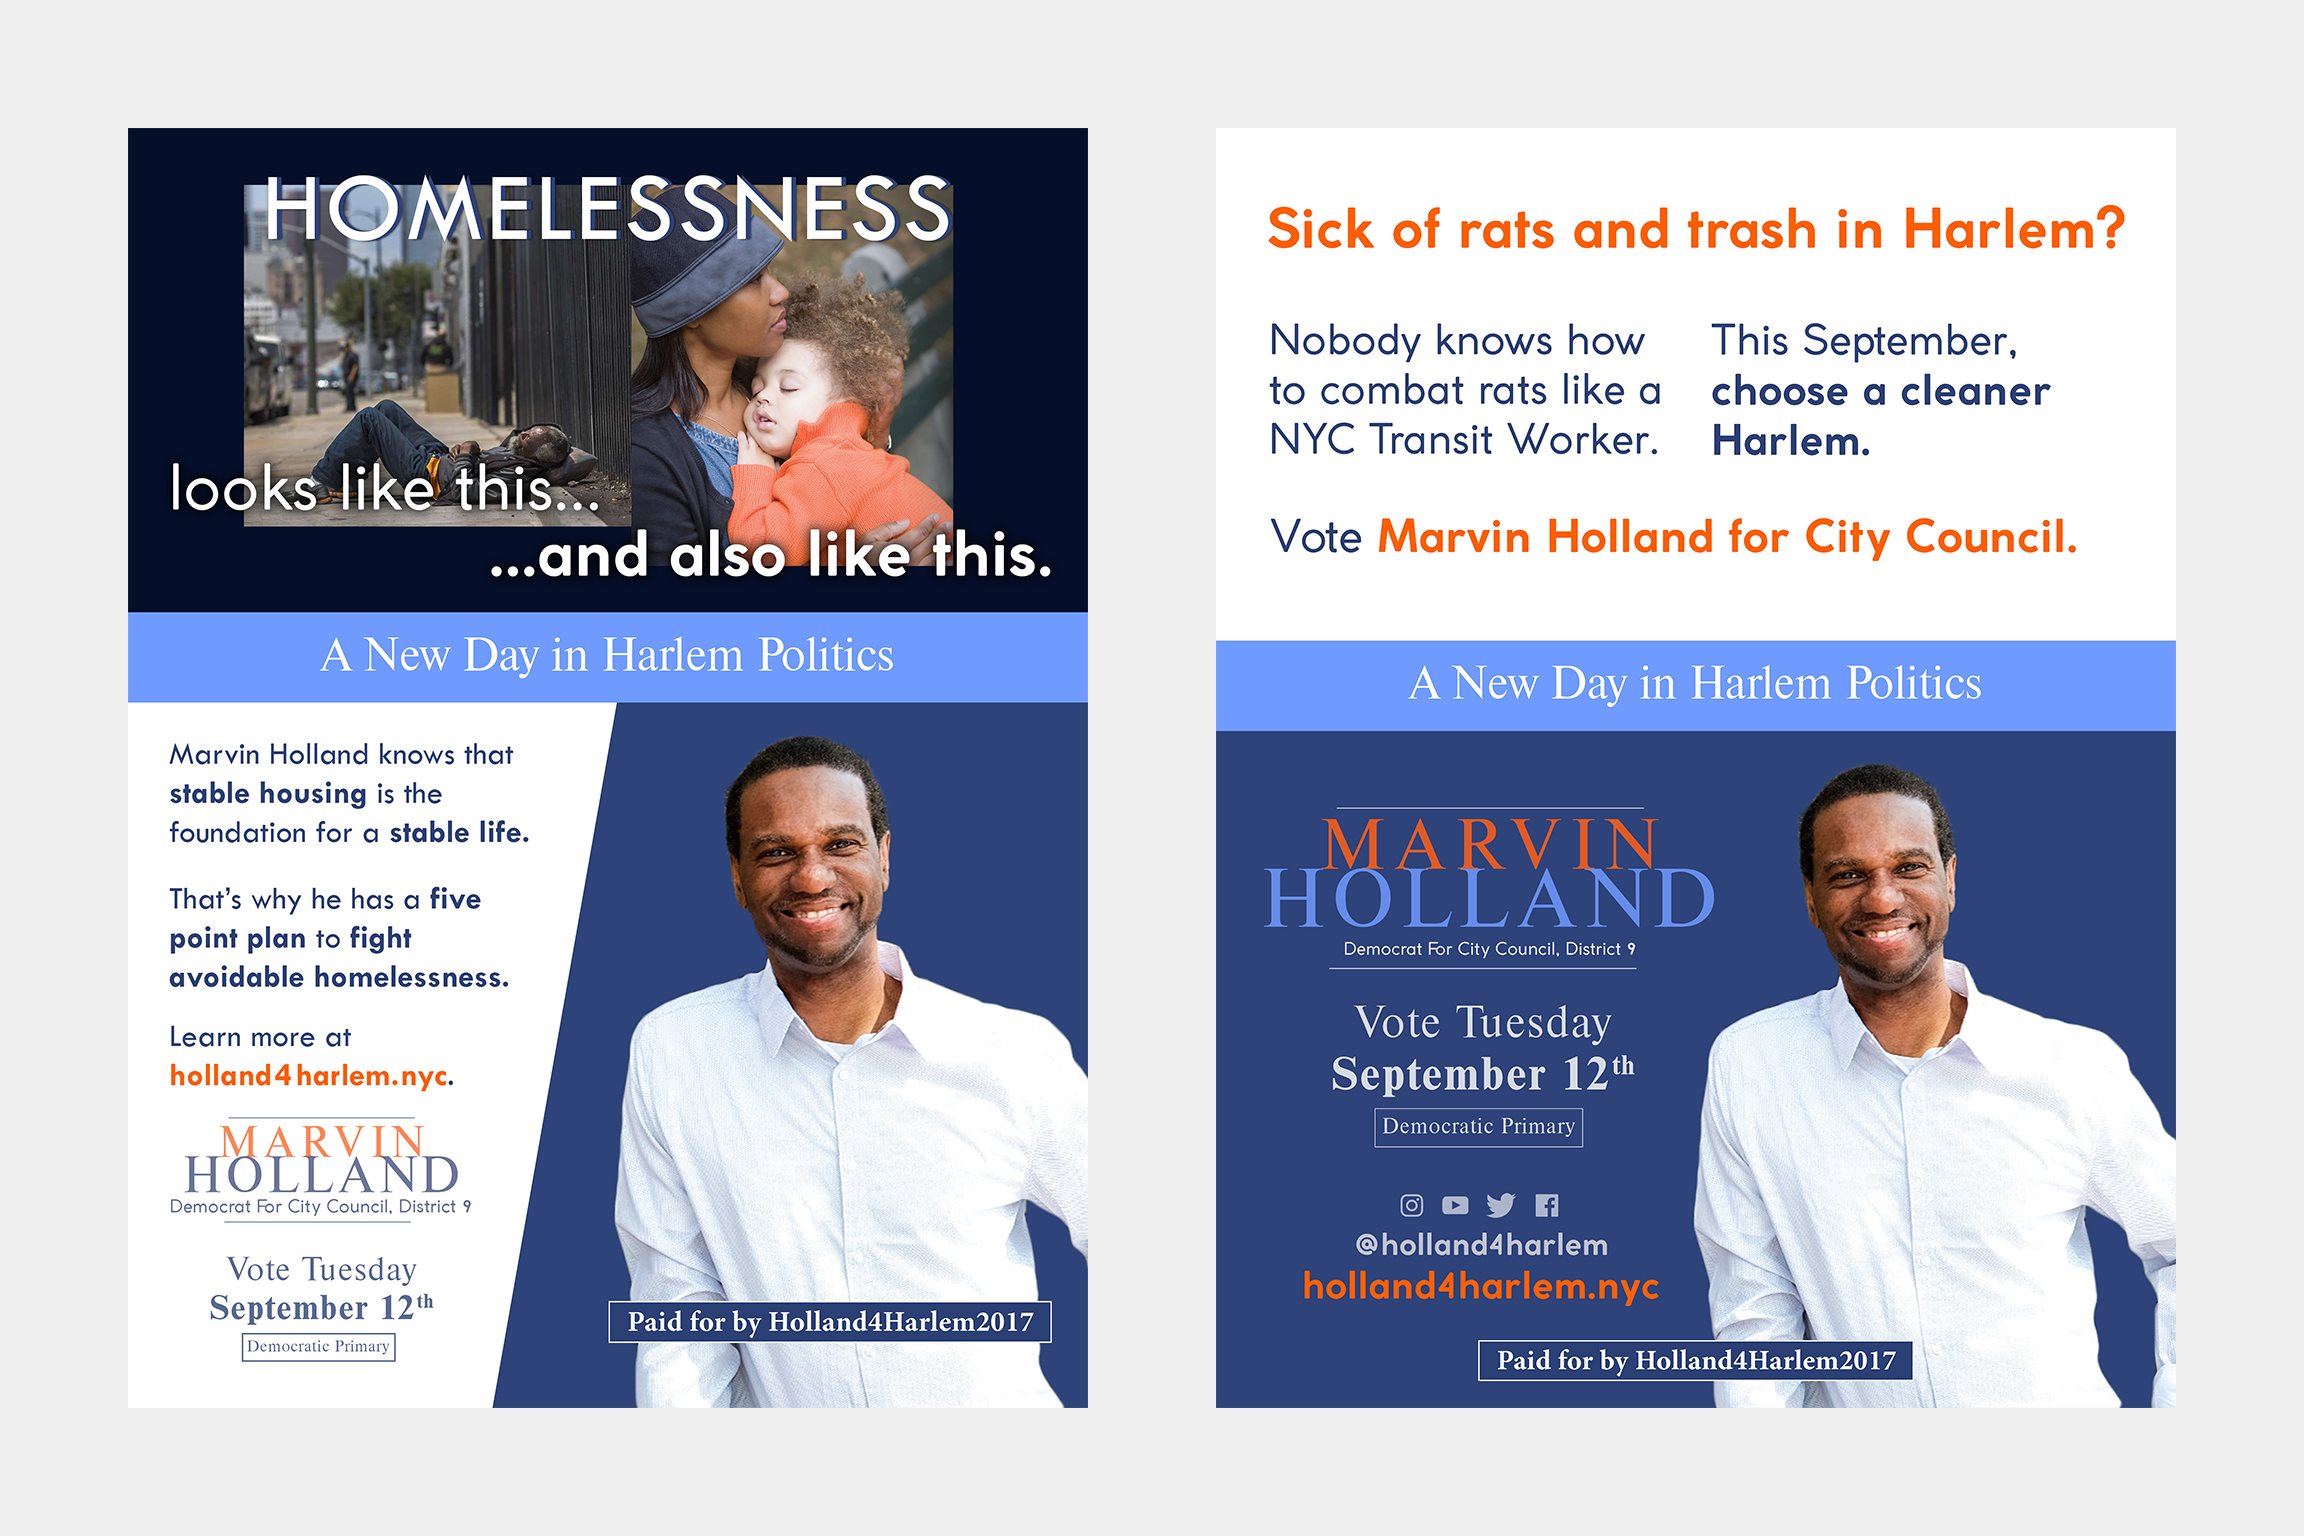 HOMELESSNESS
looks like this...
...and also like this.
A New Day in Harlem Politics
Marvin Holland knows that
stable housing is the
foundation for a stable life.
That's why he has a five
point plan to fight
avoidable homelessness.
Learn more at
holland4harlem.nyc.
MARVIN
HOLLAND
Democrat For City Council, District 9
Vote Tuesday
September 12th
Democratic Primary
Paid for by Holland4Harlem2017
Sick of rats and trash in Harlem?
Nobody knows how
to combat rats like a
NYC Transit Worker.
This September,
choose a cleaner
Harlem.
Vote Marvin Holland for City Council.
A New Day in Harlem Politics
MARVIN
HOLLAND
Democrat For City Council, District 9
Vote Tuesday
September 12th
Democratic Primary
@holland4harlem
holland4harlem.nyc
Paid for by Holland4Harlem2017